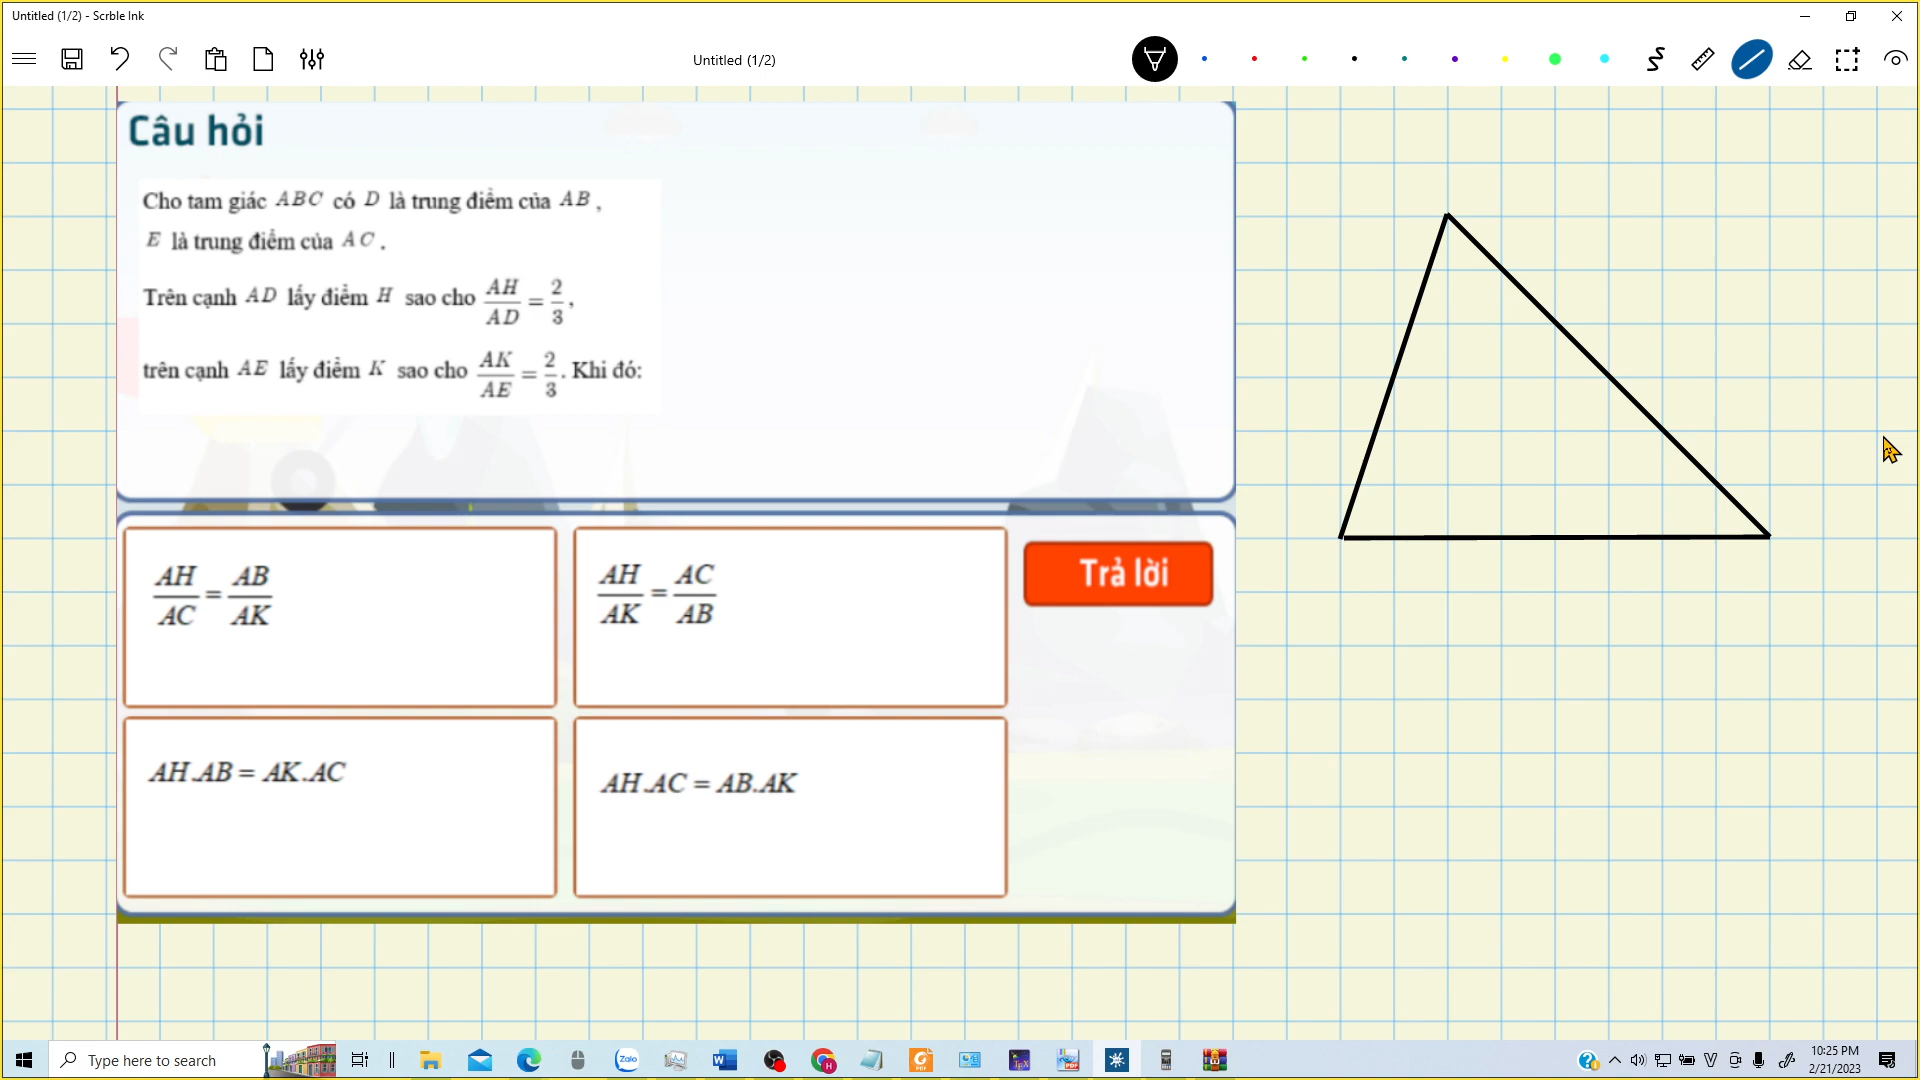 Untitled (1/2) - Scrble Ink
Untitled (1/2)
Câu hỏi
Cho tam giác ABC có D là trung điểm của AB ,
E là trung điểm của AC .
Trên cạnh AD lấy điểm H sao cho AH/AD = 2/3 ,
trên cạnh AE lấy điểm K sao cho AK/AE = 2/3 . Khi đó:
AH/AC = AB/AK
AH/AK = AC/AB
Trả lời
AH.AB = AK.AC
AH.AC = AB.AK
Type here to search
Zalo
10:25 PM
2/21/2023